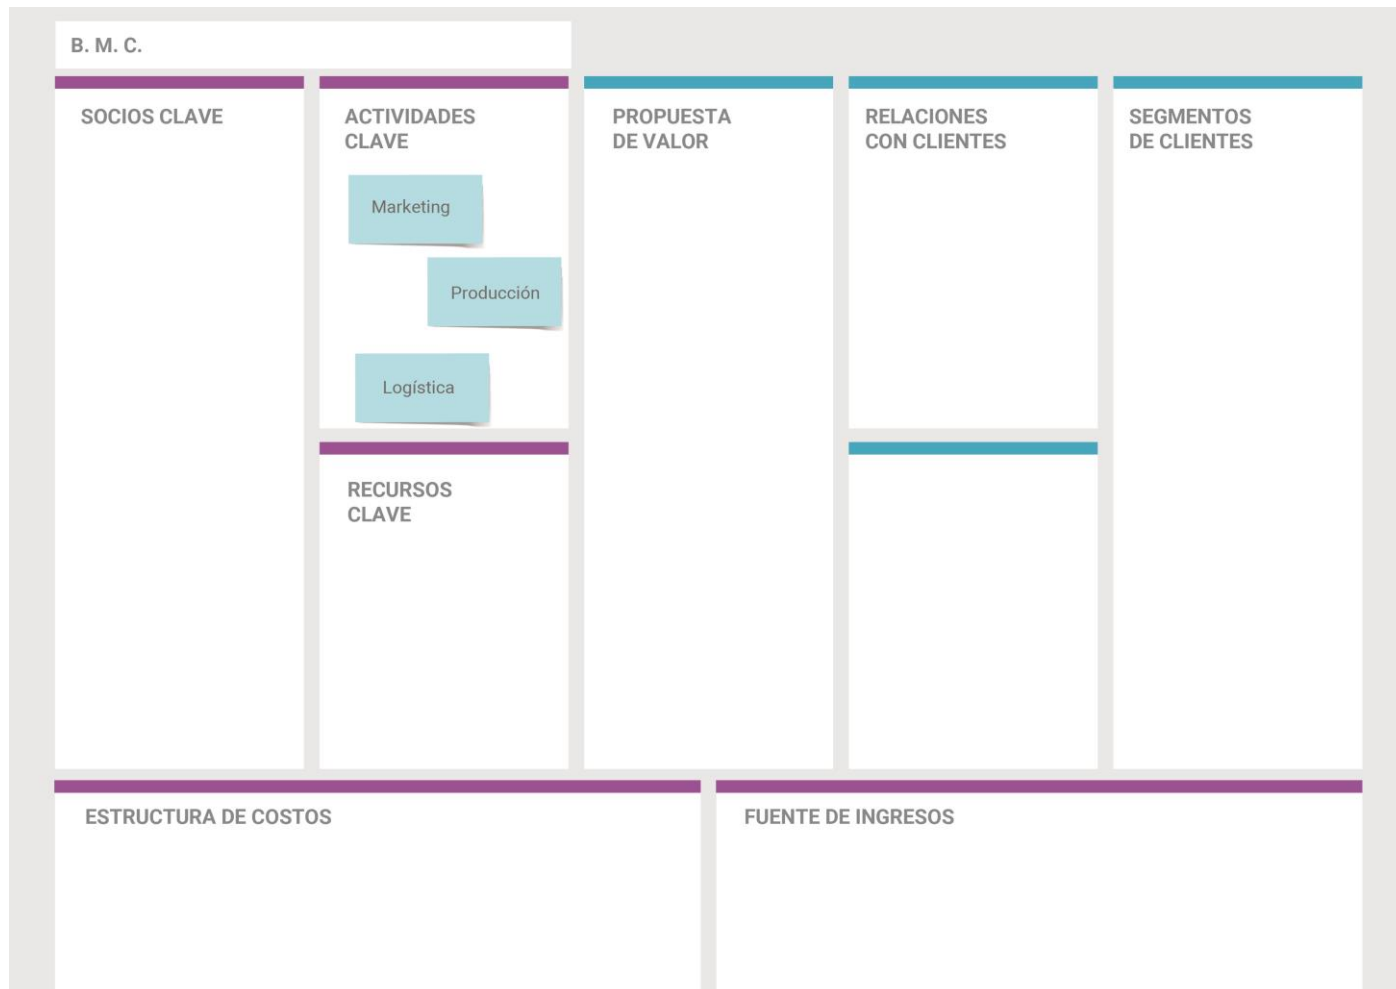 B. M. C.
SOCIOS CLAVE
ACTIVIDADES
CLAVE
Marketing
Producción
Logística
RECURSOS
CLAVE
PROPUESTA
DE VALOR
RELACIONES
CON CLIENTES
SEGMENTOS
DE CLIENTES
ESTRUCTURA DE COSTOS
FUENTE DE INGRESOS